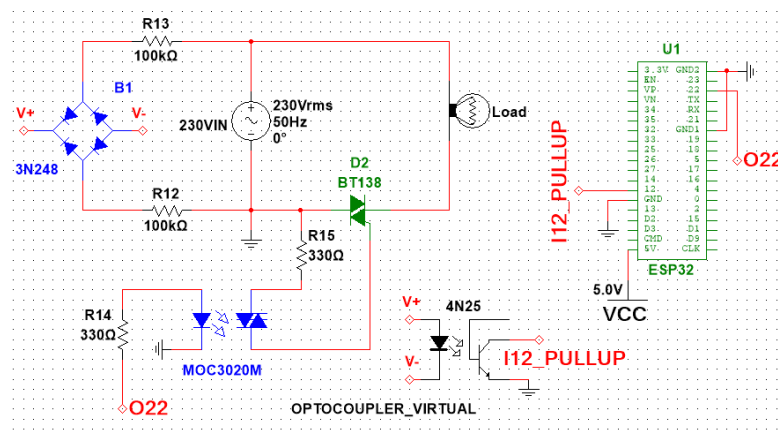 R13
100kΩ
B1
V+
V-
3N248
230VIN
230Vrms
50Hz
0°
Load
D2
BT138
R12
100kΩ
R15
330Ω
R14
330Ω
MOC3020M
O22
V+
4N25
V-
I12_PULLUP
OPTOCOUPLER_VIRTUAL
U1
3.3V GND2
EN 23
VP 22
VN TX
34 RX
35 21
32 GND1
33 19
25 18
26 5
27 17
14 16
12 4
GND 0
13 2
D2 15
D3 D1
CMD D9
5V CLK
ESP32
I12_PULLUP
O22
5.0V
VCC